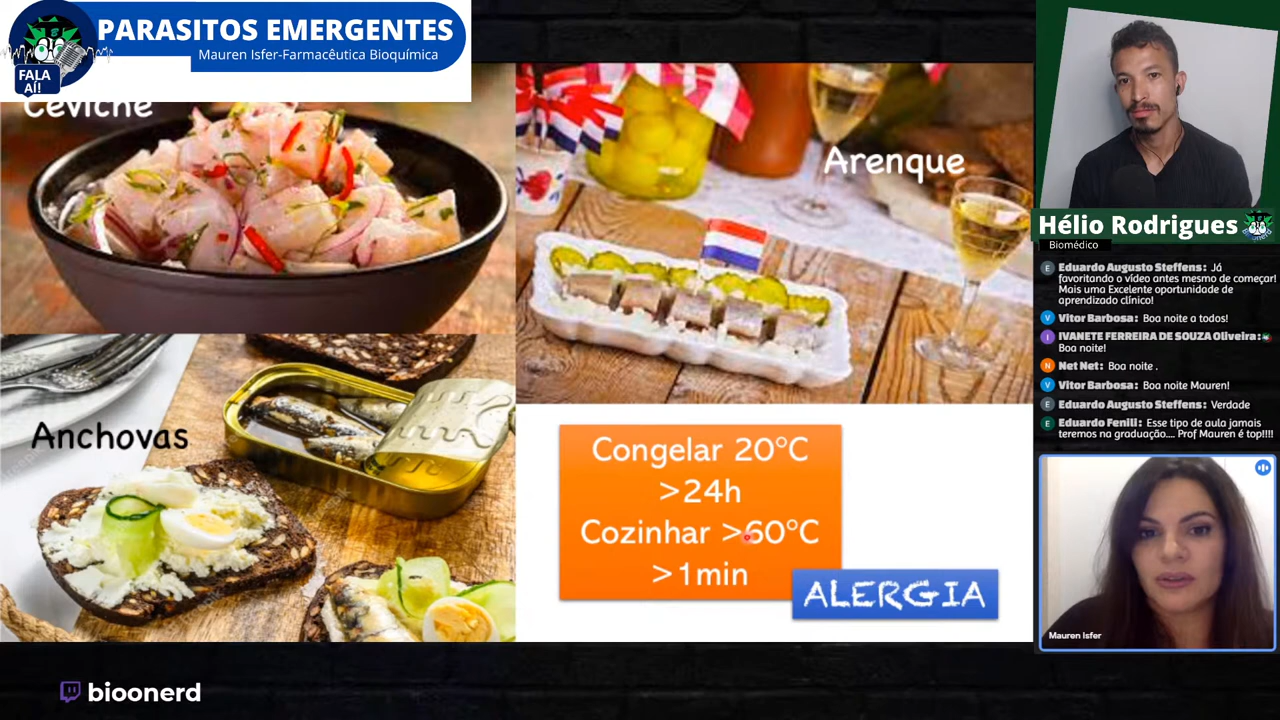 FALA
AÍ!
PARASITOS EMERGENTES
Mauren Isfer-Farmacêutica Bioquímica
Ceviche
Arenque
Anchovas
Congelar 20°C
>24h
Cozinhar >60°C
>1min
ALERGIA
bioonerd
Hélio Rodrigues
Biomédico
E Eduardo Augusto Steffens: Já
favoritando o vídeo antes mesmo de começar!
Mais uma Excelente oportunidade de
aprendizado clínico!
V Vitor Barbosa: Boa noite a todos!
I IVANETE FERREIRA DE SOUZA Oliveira:
Boa noite!
N Net Net: Boa noite .
V Vitor Barbosa: Boa noite Mauren!
E Eduardo Augusto Steffens: Verdade
E Eduardo Fenili: Esse tipo de aula jamais
teremos na graduação.... Prof Mauren é top!!!!
Mauren Isfer